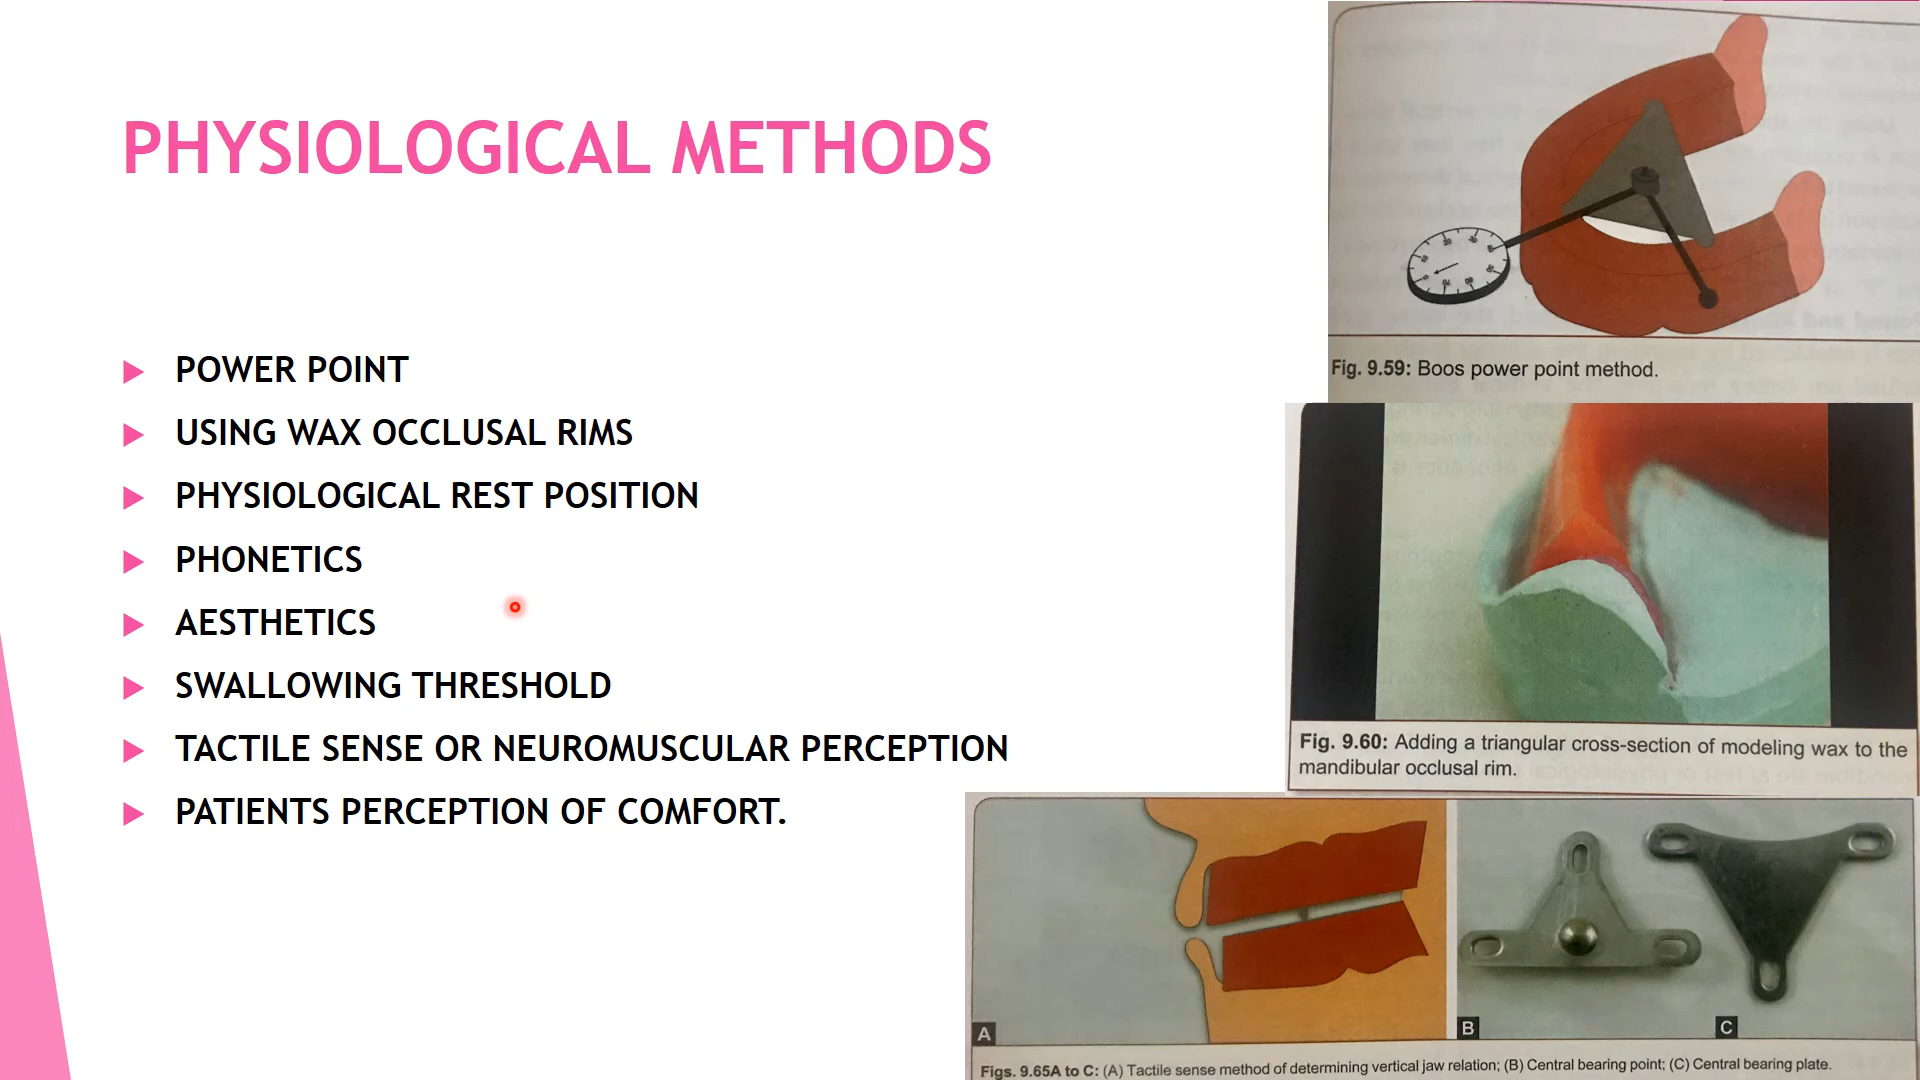 PHYSIOLOGICAL METHODS
POWER POINT
USING WAX OCCLUSAL RIMS
PHYSIOLOGICAL REST POSITION
PHONETICS
AESTHETICS
SWALLOWING THRESHOLD
TACTILE SENSE OR NEUROMUSCULAR PERCEPTION
PATIENTS PERCEPTION OF COMFORT.
Fig. 9.59: Boos power point method.
Fig. 9.60: Adding a triangular cross-section of modeling wax to the
mandibular occlusal rim.
A
B
C
Figs. 9.65A to C: (A) Tactile sense method of determining vertical jaw relation; (B) Central bearing point; (C) Central bearing plate.